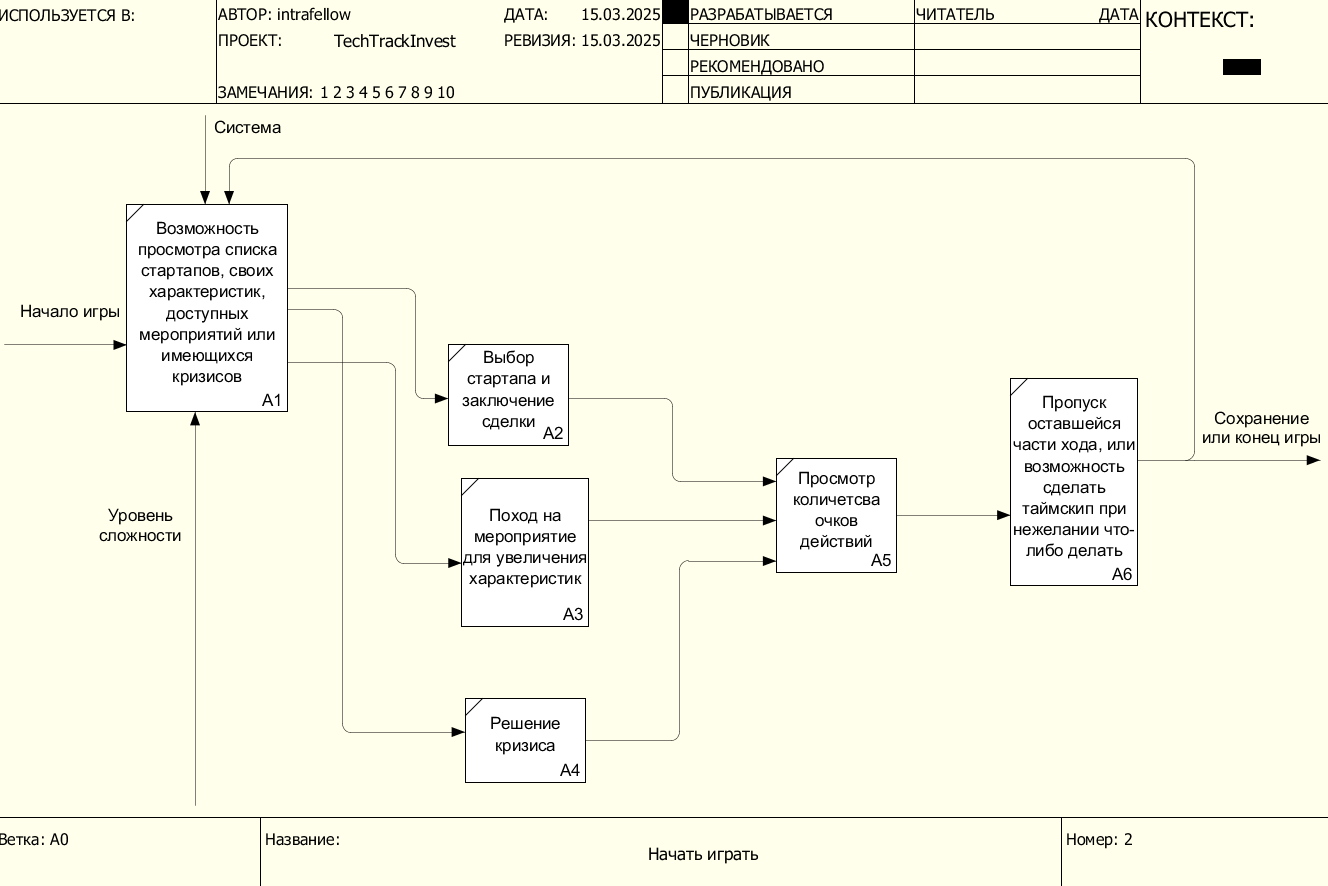 ИСПОЛЬЗУЕТСЯ В:
АВТОР: intrafellow
ДАТА: 15.03.2025
РАЗРАБАТЫВАЕТСЯ
ЧИТАТЕЛЬ
ДАТА
КОНТЕКСТ:
ПРОЕКТ: TechTrackInvest
РЕВИЗИЯ: 15.03.2025
ЧЕРНОВИК
РЕКОМЕНДОВАНО
ЗАМЕЧАНИЯ: 1 2 3 4 5 6 7 8 9 10
ПУБЛИКАЦИЯ
Система
Возможность
просмотра списка
стартапов, своих
характеристик,
доступных
мероприятий или
имеющихся
кризисов
A1
Начало игры
Выбор
стартапа и
заключение
сделки
A2
Пропуск
оставшейся
части хода, или
возможность
сделать
таймскип при
нежелании что-
либо делать
A6
Сохранение
или конец игры
Просмотр
количетсва
очков
действий
A5
Поход на
мероприятие
для увеличения
характеристик
A3
Уровень
сложности
Решение
кризиса
A4
Ветка: A0
Название:
Начать играть
Номер: 2